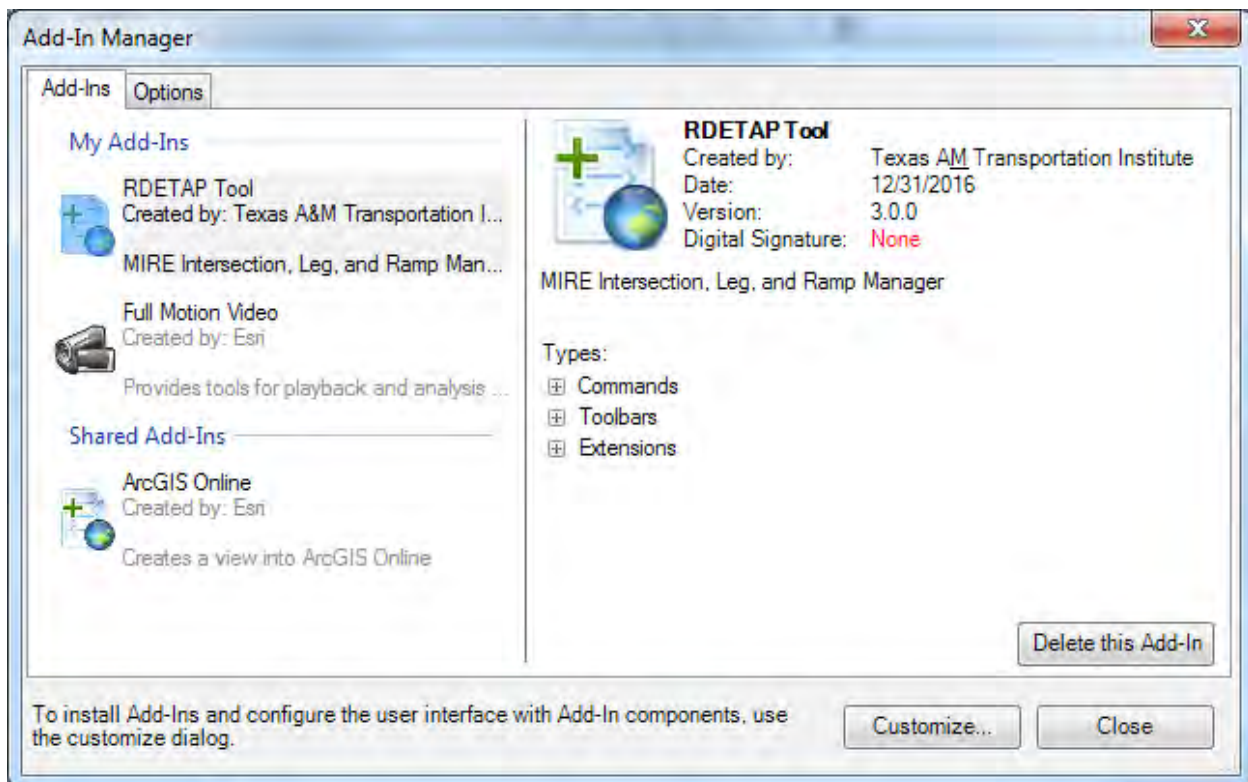 Add-In Manager
Add-Ins
Options
My Add-Ins
RDETAP Tool
Created by: Texas A&M Transportation I...
MIRE Intersection, Leg, and Ramp Man...
Full Motion Video
Created by: Esri
Provides tools for playback and analysis ...
Shared Add-Ins
ArcGIS Online
Created by: Esri
Creates a view into ArcGIS Online
RDETAP Tool
Created by: Texas AM Transportation Institute
Date: 12/31/2016
Version: 3.0.0
Digital Signature: None
MIRE Intersection, Leg, and Ramp Manager
Types:
Commands
Toolbars
Extensions
Delete this Add-In
To install Add-Ins and configure the user interface with Add-In components, use
the customize dialog.
Customize...
Close